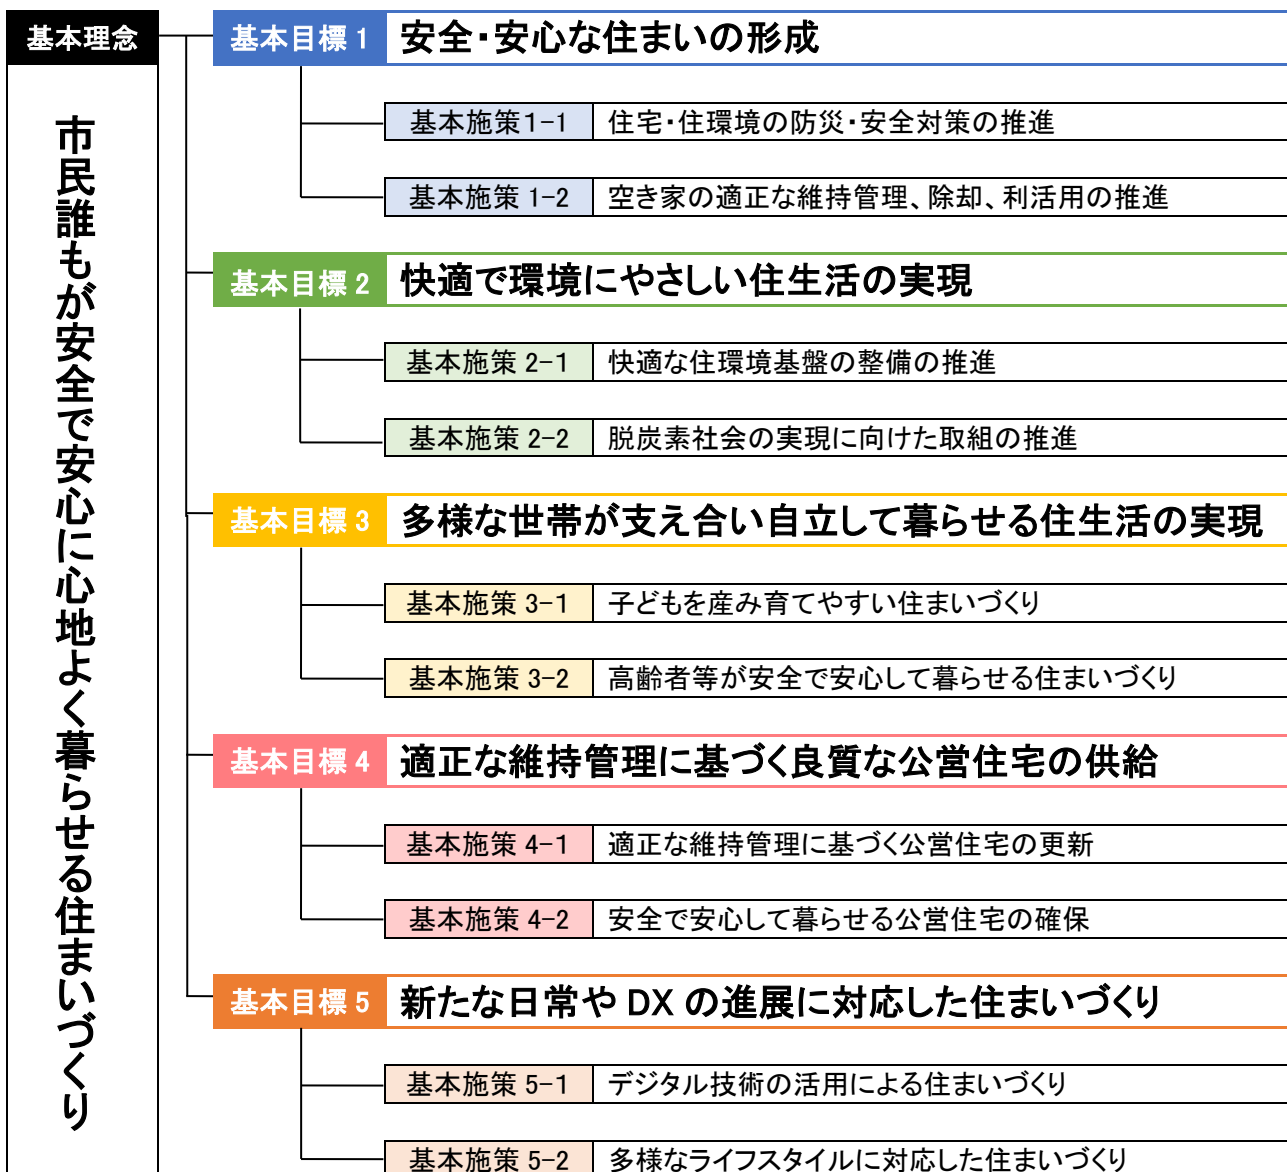 基本理念
市民誰もが安全で安心に心地よく暮らせる住まいづくり
基本目標 1 安全・安心な住まいの形成
基本施策1-1 住宅・住環境の防災・安全対策の推進
基本施策 1-2 空き家の適正な維持管理、除却、利活用の推進
基本目標 2 快適で環境にやさしい住生活の実現
基本施策 2-1 快適な住環境基盤の整備の推進
基本施策 2-2 脱炭素社会の実現に向けた取組の推進
基本目標 3 多様な世帯が支え合い自立して暮らせる住生活の実現
基本施策 3-1 子どもを産み育てやすい住まいづくり
基本施策 3-2 高齢者等が安全で安心して暮らせる住まいづくり
基本目標 4 適正な維持管理に基づく良質な公営住宅の供給
基本施策 4-1 適正な維持管理に基づく公営住宅の更新
基本施策 4-2 安全で安心して暮らせる公営住宅の確保
基本目標 5 新たな日常や DX の進展に対応した住まいづくり
基本施策 5-1 デジタル技術の活用による住まいづくり
基本施策 5-2 多様なライフスタイルに対応した住まいづくり